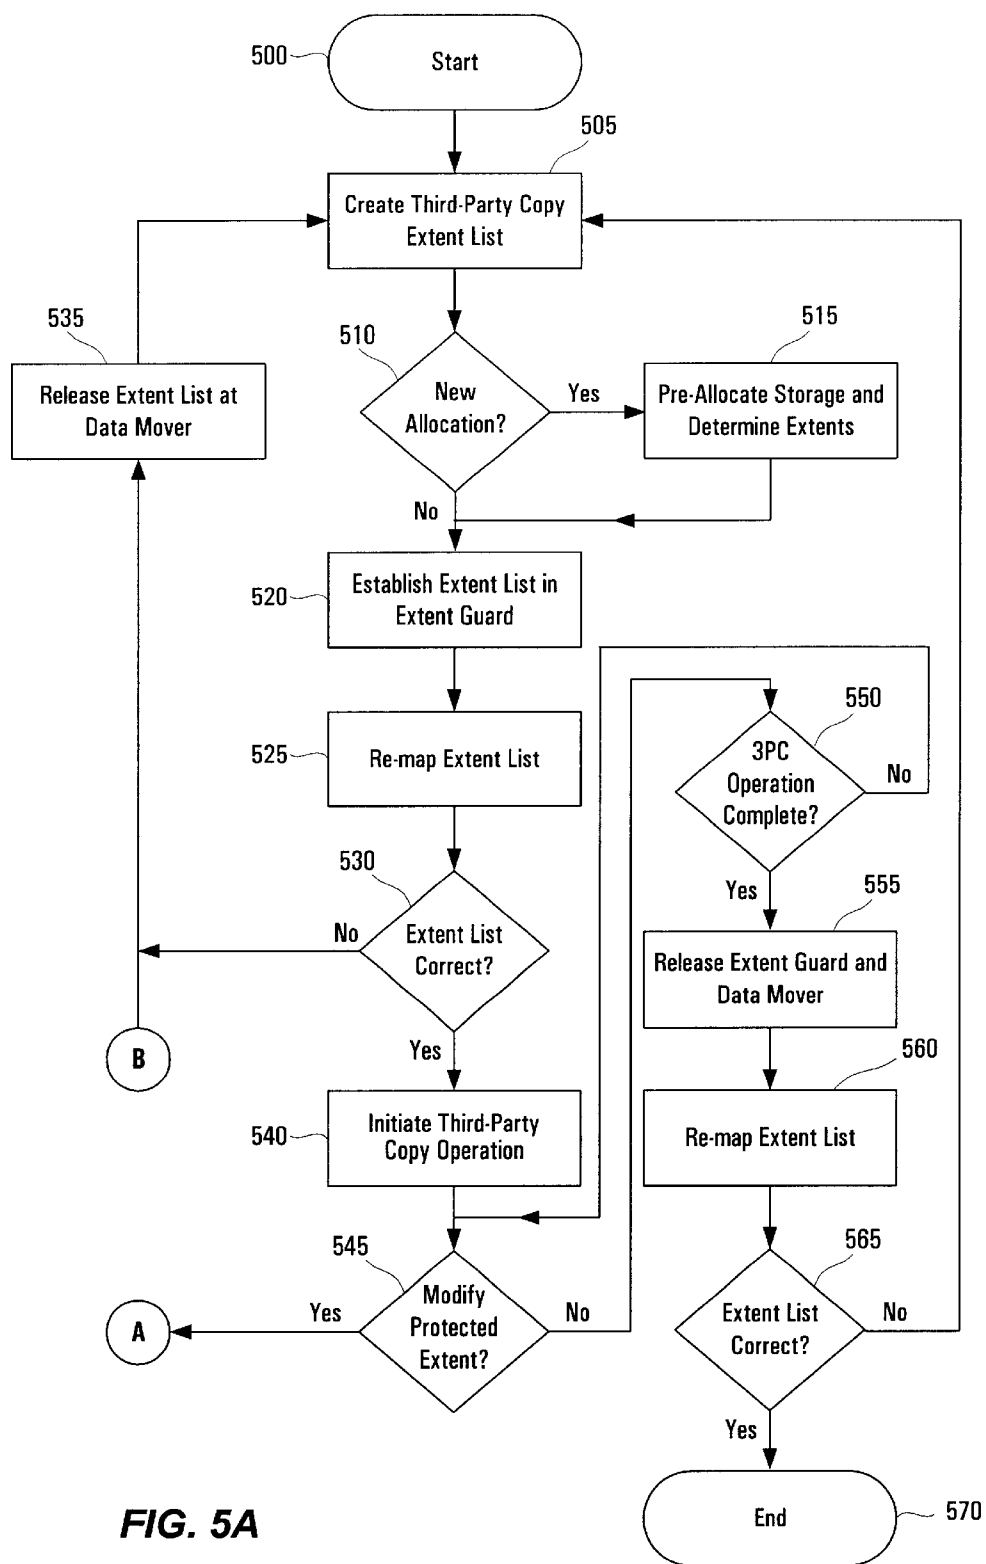 500
Start
505
Create Third-Party Copy
Extent List
535
Release Extent List at
Data Mover
510
New
Allocation?
Yes
515
Pre-Allocate Storage and
Determine Extents
No
520
Establish Extent List in
Extent Guard
525
Re-map Extent List
550
3PC
Operation
Complete?
No
530
Extent List
Correct?
No
Yes
555
Release Extent Guard and
Data Mover
B
Yes
540
Initiate Third-Party
Copy Operation
560
Re-map Extent List
545
Modify
Protected
Extent?
Yes
No
A
565
Extent List
Correct?
No
Yes
End
570
FIG. 5A